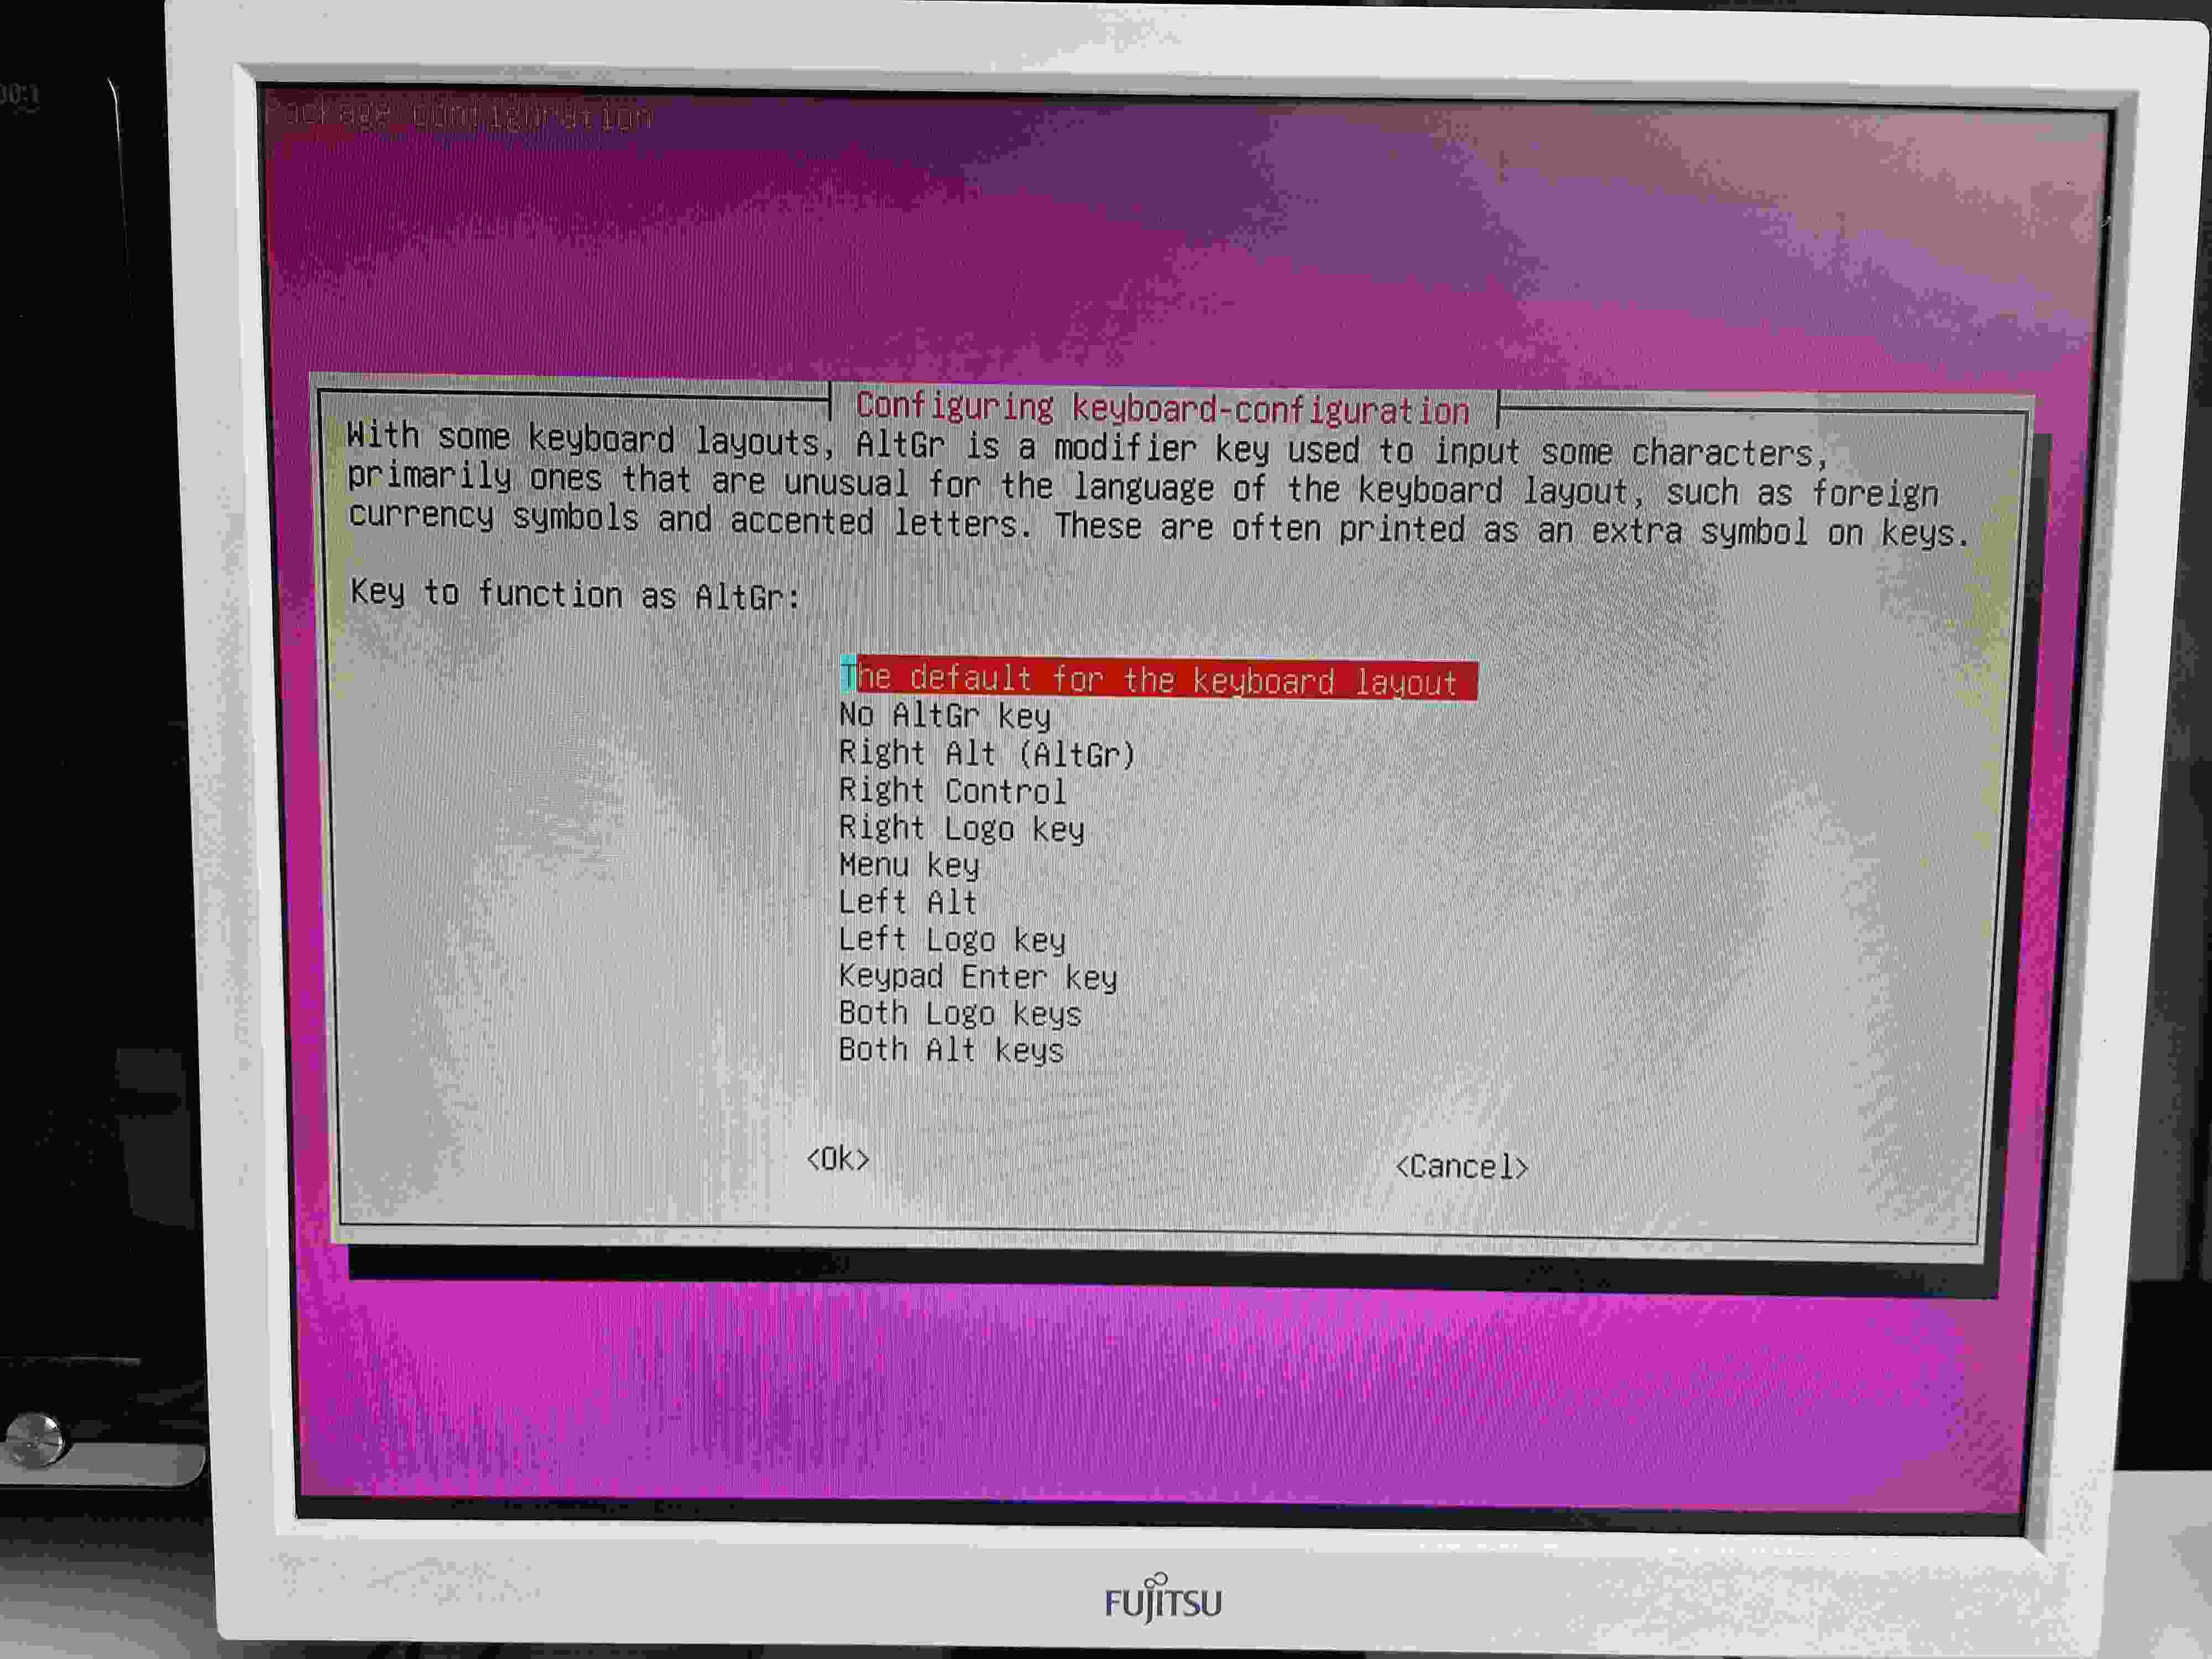 00:1
Package configuration
Configuring keyboard-configuration
With some keyboard layouts, AltGr is a modifier key used to input some characters,
primarily ones that are unusual for the language of the keyboard layout, such as foreign
currency symbols and accented letters. These are often printed as an extra symbol on keys.
Key to function as AltGr:
The default for the keyboard layout
No AltGr key
Right Alt (AltGr)
Right Control
Right Logo key
Menu key
Left Alt
Left Logo key
Keypad Enter key
Both Logo keys
Both Alt keys
<Ok> <Cancel>
FUJITSU